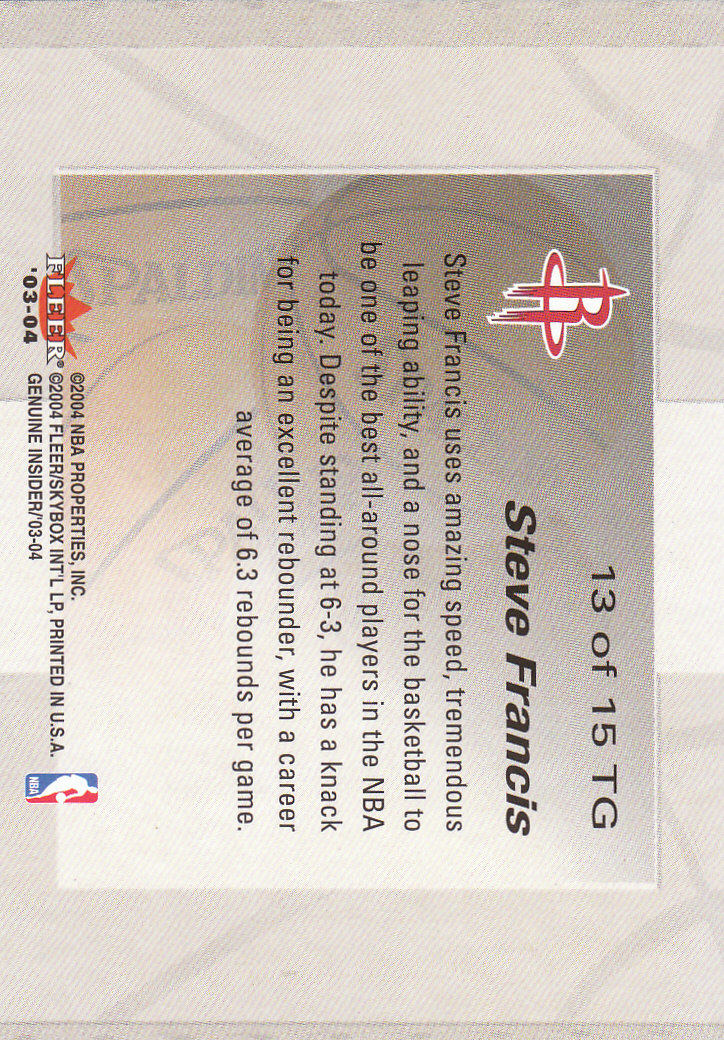 13 of 15 TG
Steve Francis
Steve Francis uses amazing speed, tremendous
leaping ability, and a nose for the basketball to
be one of the best all-around players in the NBA
today. Despite standing at 6-3, he has a knack
for being an excellent rebounder, with a career
average of 6.3 rebounds per game.
SPALDING
FLEER®
'03-04
©2004 NBA PROPERTIES, INC.
©2004 FLEER/SKYBOX INT'L LP, PRINTED IN U.S.A.
GENUINE INSIDER/'03-04
NBA